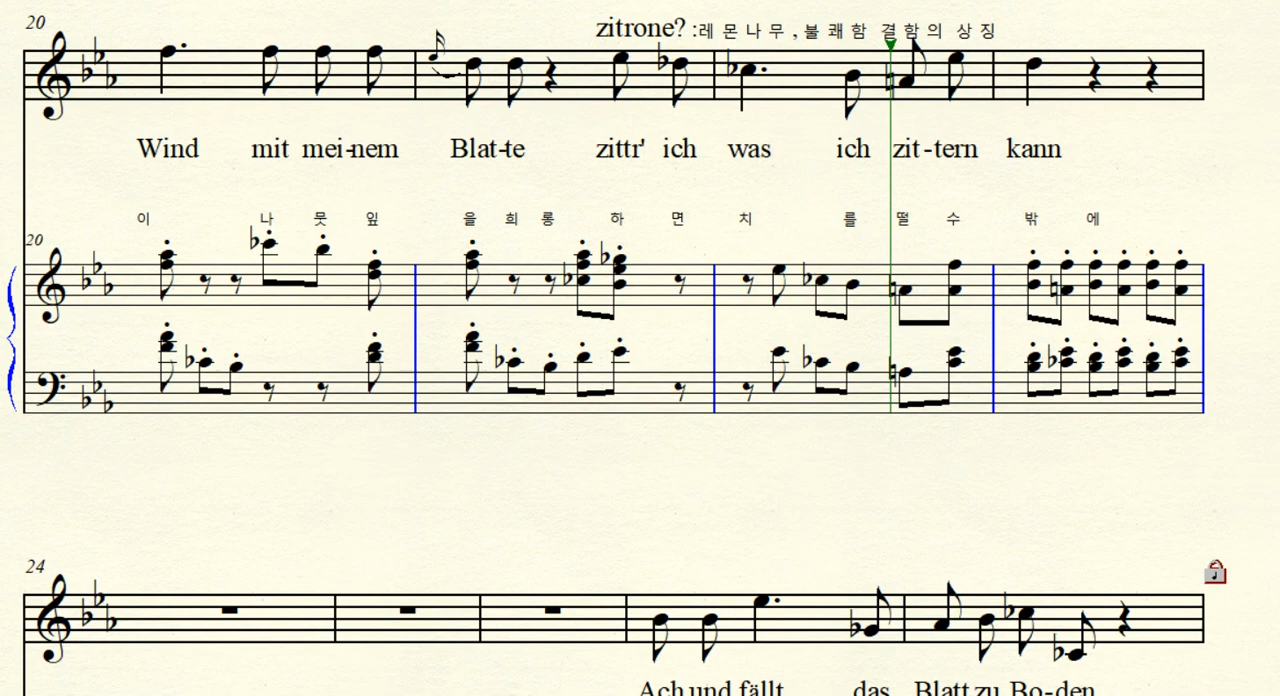 20
zitrone? :레몬나무,불쾌함 결함의 상징
Wind mit mei-nem Blat-te zittr' ich was ich zit-tern kann
이 나뭇잎 을희롱 하면 치 를떨수 밖에
20
24
Ach und fällt das Blatt zu Bo-den